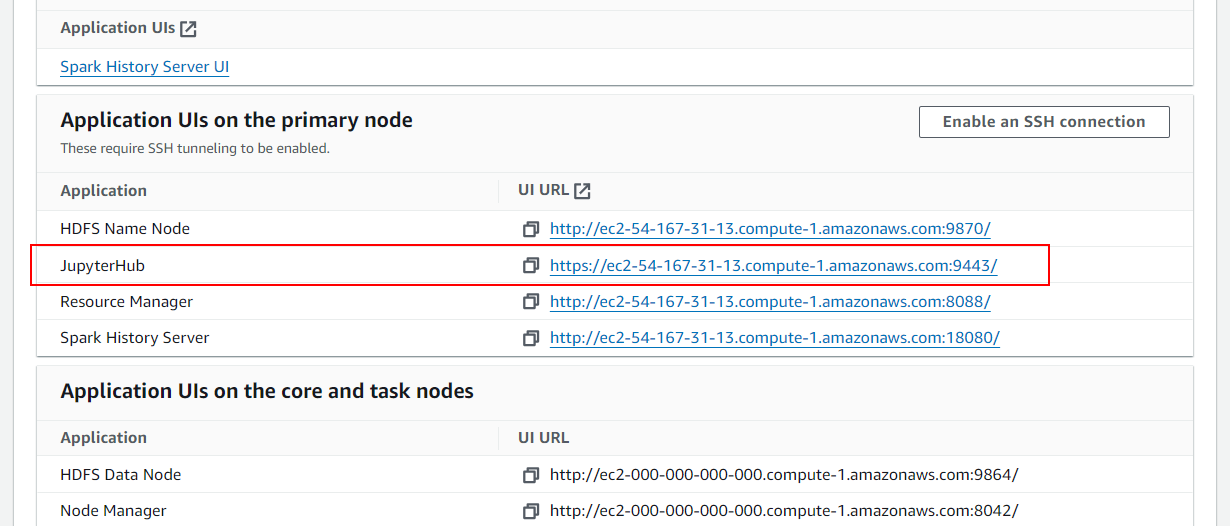 Application UIs
Spark History Server UI
Application UIs on the primary node
Enable an SSH connection
These require SSH tunneling to be enabled.
Application UI URL
HDFS Name Node http://ec2-54-167-31-13.compute-1.amazonaws.com:9870/
JupyterHub https://ec2-54-167-31-13.compute-1.amazonaws.com:9443/
Resource Manager http://ec2-54-167-31-13.compute-1.amazonaws.com:8088/
Spark History Server http://ec2-54-167-31-13.compute-1.amazonaws.com:18080/
Application UIs on the core and task nodes
Application UI URL
HDFS Data Node http://ec2-000-000-000-000.compute-1.amazonaws.com:9864/
Node Manager http://ec2-000-000-000-000.compute-1.amazonaws.com:8042/